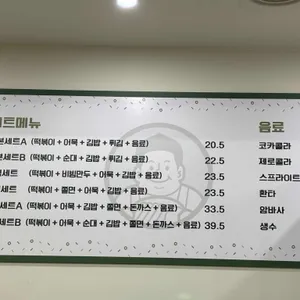 트메뉴
세트A (떡볶이 + 어묵 + 김밥 + 튀김 + 음료) 20.5
세트B (떡볶이 + 순대 + 김밥 + 튀김 + 음료) 22.5
세트 (떡볶이 + 비빔만두 + 어묵 + 김밥 + 음료) 23.5
세트 (떡볶이 + 쫄면 + 어묵 + 김밥 + 음료) 23.5
세트A (떡볶이 + 어묵 + 김밥 + 쫄면 + 돈까스 + 음료) 33.5
세트B (떡볶이 + 어묵 + 순대 + 김밥 + 쫄면 + 돈까스 + 음료) 39.5
음료
코카콜라
제로콜라
스프라이트
환타
암바사
생수